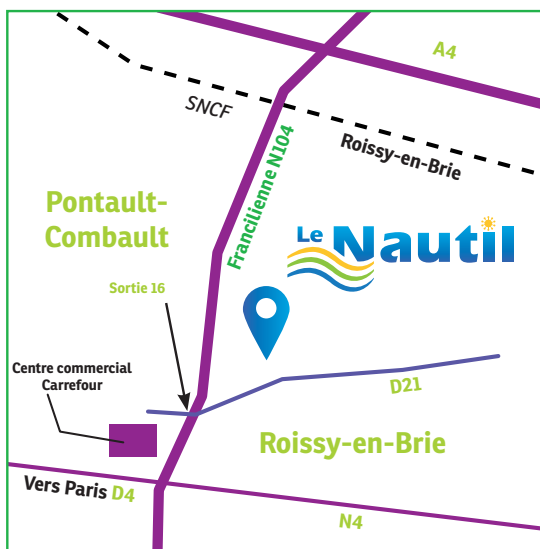 A4
SNCF
Roissy-en-Brie
Francilienne N104
Pontault-
Combault
Le Nautil
Sortie 16
Centre commercial
Carrefour
D21
Roissy-en-Brie
Vers Paris D4
N4